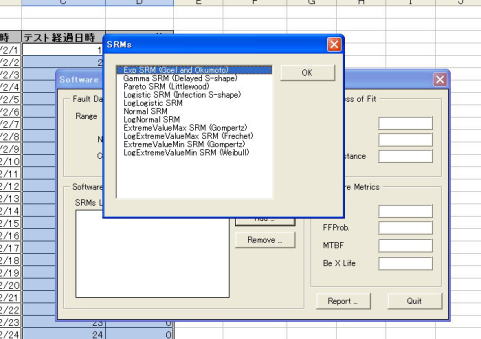 C D E F G H I J
時 テスト経過日時
/2/1 1
/2/2 2
/2/3
/2/4
/2/5
/2/6
/2/7
/2/8
/2/9
2/10
2/11
2/12
2/13
2/14
2/15
2/16
2/17
2/18
2/19
2/20
2/21
2/22
2/23 23 0
2/24 24 0
SRMs
Exp SRM (Goel and Okumoto)
Gamma SRM (Delayed S-shape)
Pareto SRM (Littlewood)
Logistic SRM (Infection S-shape)
LogLogistic SRM
Normal SRM
LogNormal SRM
ExtremeValueMax SRM (Gompertz)
LogExtremeValueMax SRM (Frechet)
ExtremeValueMin SRM (Gompertz)
LogExtremeValueMin SRM (Weibull)
OK
Software
Fault Da
Range
N
C
ss of Fit
stance
Software
SRMs L
Add ..
Remove ..
re Metrics
FFProb.
MTBF
Be X Life
Report ..
Quit